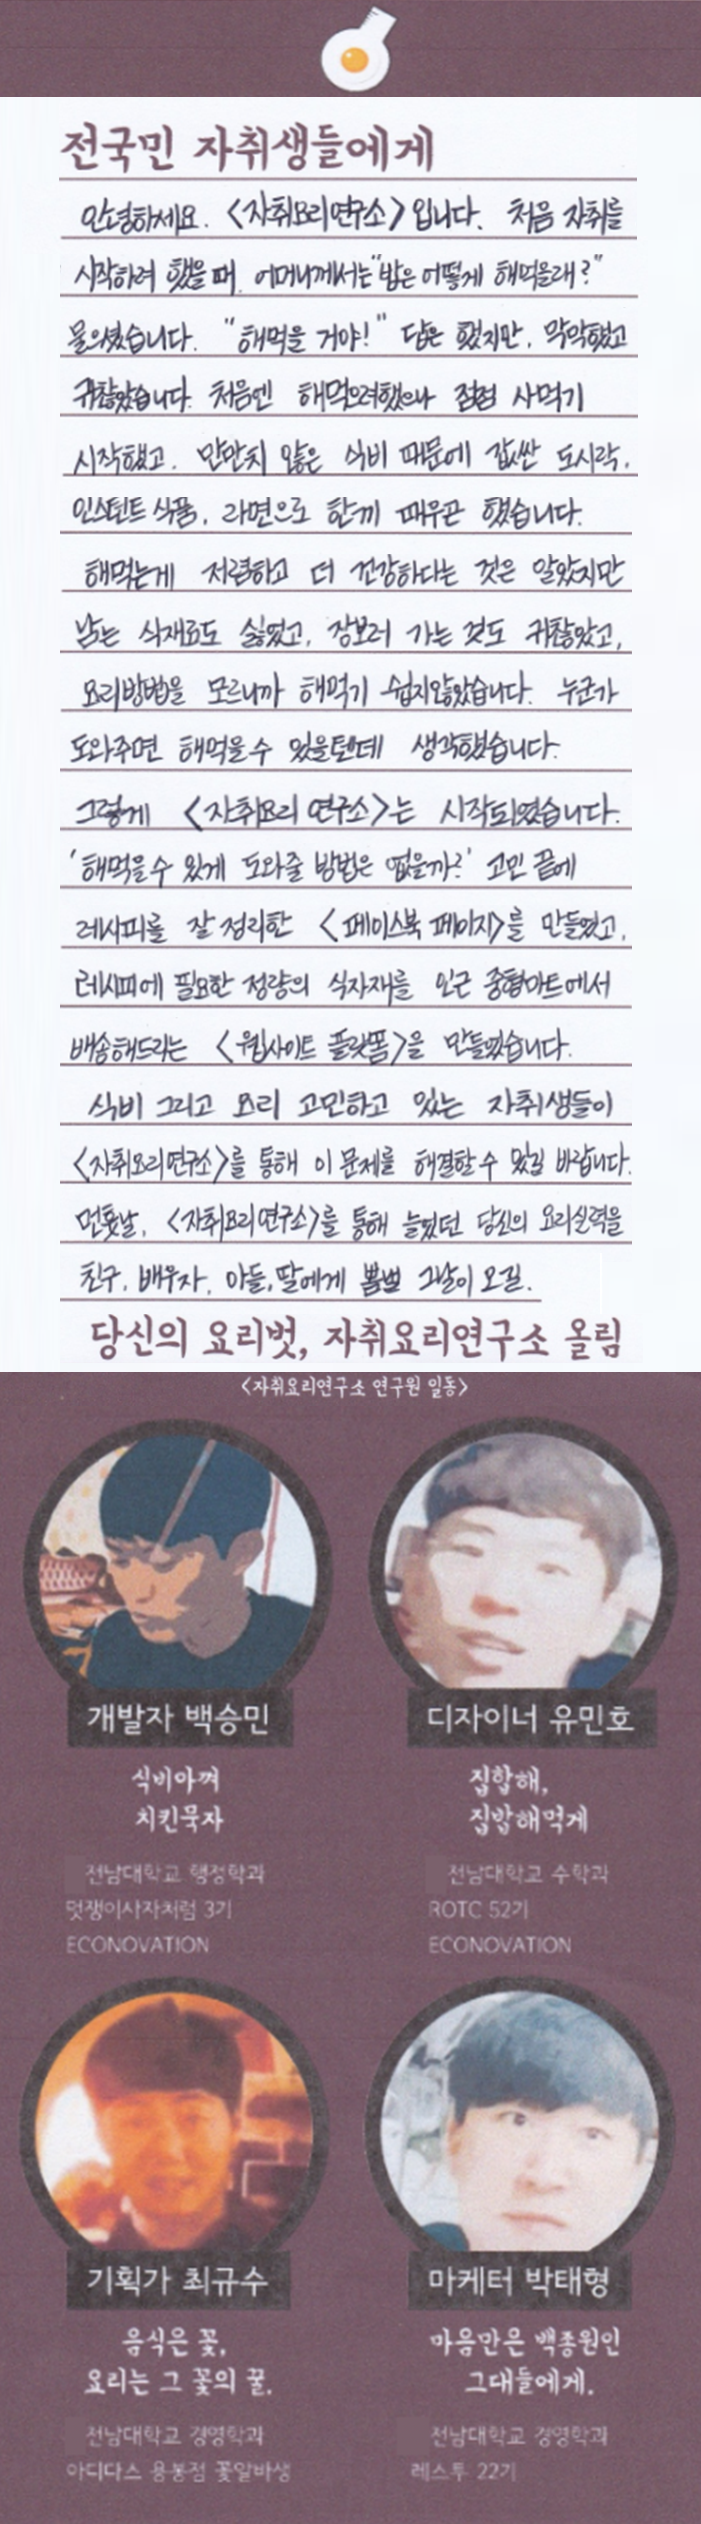 전국민 자취생들에게
안녕하세요. <자취요리연구소>입니다. 처음 자취를
시작하려 했을 때, 어머니께서는 "밥은 어떻게 해먹을래?"
물으셨습니다. "해먹을 거야!" 답은 했지만, 막막했고
귀찮았습니다. 처음엔 해먹으려했으나 점점 사먹기
시작했고, 만만치 않은 식비 때문에 값싼 도시락,
인스턴트 식품, 라면으로 한끼 때우곤 했습니다.
해먹는게 저렴하고 더 건강하다는 것은 알았지만
남는 식재료도 싫었고, 장보러 가는 것도 귀찮았고,
요리방법을 모르니까 해먹기 쉽지않았습니다. 누군가
도와주면 해먹을수 있을텐데 생각했습니다.
그렇게 <자취요리 연구소>는 시작되었습니다.
'해먹을수 있게 도와줄 방법은 없을까?' 고민 끝에
레시피를 잘 정리한 <페이스북 페이지>를 만들었고,
레시피에 필요한 정량의 식자재를 인근 중형마트에서
배송해드리는 <웹사이트 플랫폼>을 만들었습니다.
식비 그리고 요리 고민하고 있는 자취생들이
<자취요리연구소>를 통해 이 문제를 해결할 수 있길 바랍니다.
먼훗날, <자취요리연구소>를 통해 늘었던 당신의 요리실력을
친구, 배우자, 아들, 딸에게 뽐낼 그날이 오길.
당신의 요리벗, 자취요리연구소 올림
<자취요리연구소 연구원 일동>
개발자 백승민
식비아껴
치킨묵자
전남대학교 행정학과
멋쟁이사자처럼 3기
ECONOVATION
디자이너 유민호
집합해,
집밥해먹게
전남대학교 수학과
ROTC 52기
ECONOVATION
기획가 최규수
음식은 꽃,
요리는 그 꽃의 꿀.
전남대학교 경영학과
아디다스 용봉점 꽃알바생
마케터 박태형
마음만은 백종원인
그대들에게.
전남대학교 경영학과
레스투 22기